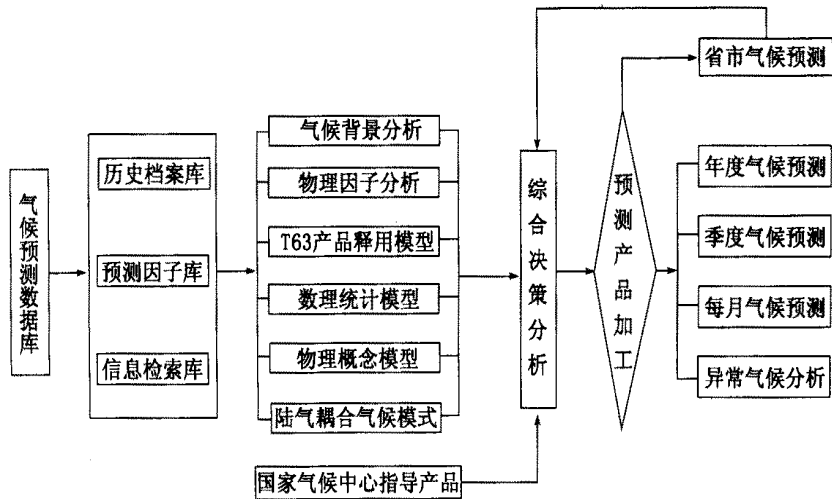 气候预测数据库
历史档案库
预测因子库
信息检索库
气候背景分析
物理因子分析
T63产品释用模型
数理统计模型
物理概念模型
陆气耦合气候模式
国家气候中心指导产品
综合决策分析
预测产品加工
省市气候预测
年度气候预测
季度气候预测
每月气候预测
异常气候分析